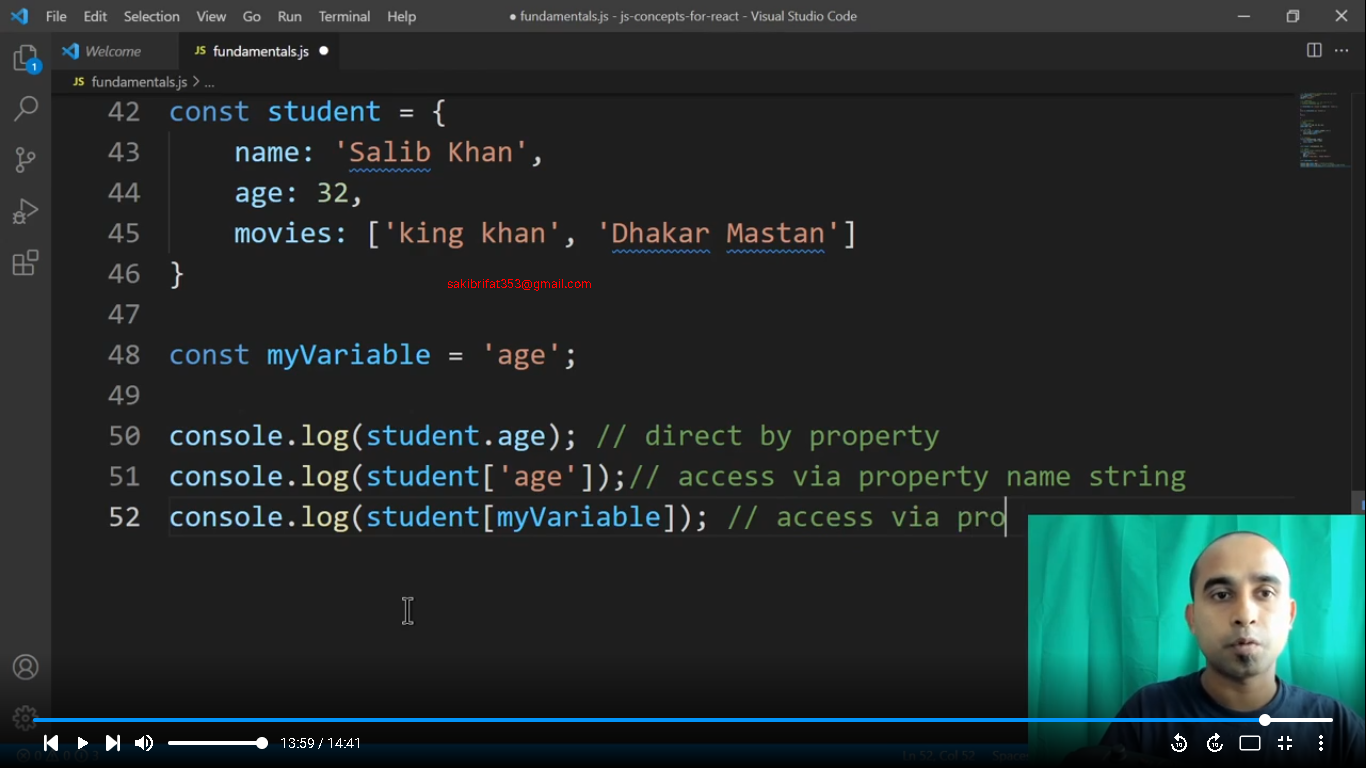 File Edit Selection View Go Run Terminal Help ● fundamentals.js - js-concepts-for-react - Visual Studio Code
Welcome JS fundamentals.js ●
JS fundamentals.js > ...
1
42 const student = {
43 name: 'Salib Khan',
44 age: 32,
45 movies: ['king khan', 'Dhakar Mastan']
46 }
sakibrifat353@gmail.com
47
48 const myVariable = 'age';
49
50 console.log(student.age); // direct by property
51 console.log(student['age']);// access via property name string
52 console.log(student[myVariable]); // access via pro
13:59 / 14:41
10 10
Ln 52, Col 52